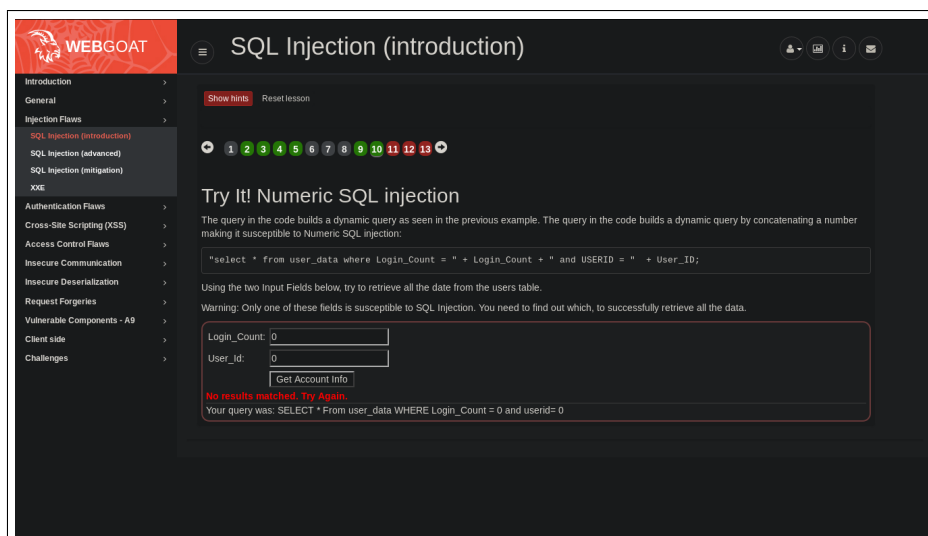 WEBGOAT
SQL Injection (introduction)
Introduction
General
Injection Flaws
SQL Injection (introduction)
SQL Injection (advanced)
SQL Injection (mitigation)
XXE
Authentication Flaws
Cross-Site Scripting (XSS)
Access Control Flaws
Insecure Communication
Insecure Deserialization
Request Forgeries
Vulnerable Components - A9
Client side
Challenges
Show hints Reset lesson
1 2 3 4 5 6 7 8 9 10 11 12 13
Try It! Numeric SQL injection
The query in the code builds a dynamic query as seen in the previous example. The query in the code builds a dynamic query by concatenating a number
making it susceptible to Numeric SQL injection:
"select * from user_data where Login_Count = " + Login_Count + " and USERID = " + User_ID;
Using the two Input Fields below, try to retrieve all the date from the users table.
Warning: Only one of these fields is susceptible to SQL Injection. You need to find out which, to successfully retrieve all the data.
Login_Count: 0
User_Id: 0
Get Account Info
No results matched. Try Again.
Your query was: SELECT * From user_data WHERE Login_Count = 0 and userid= 0